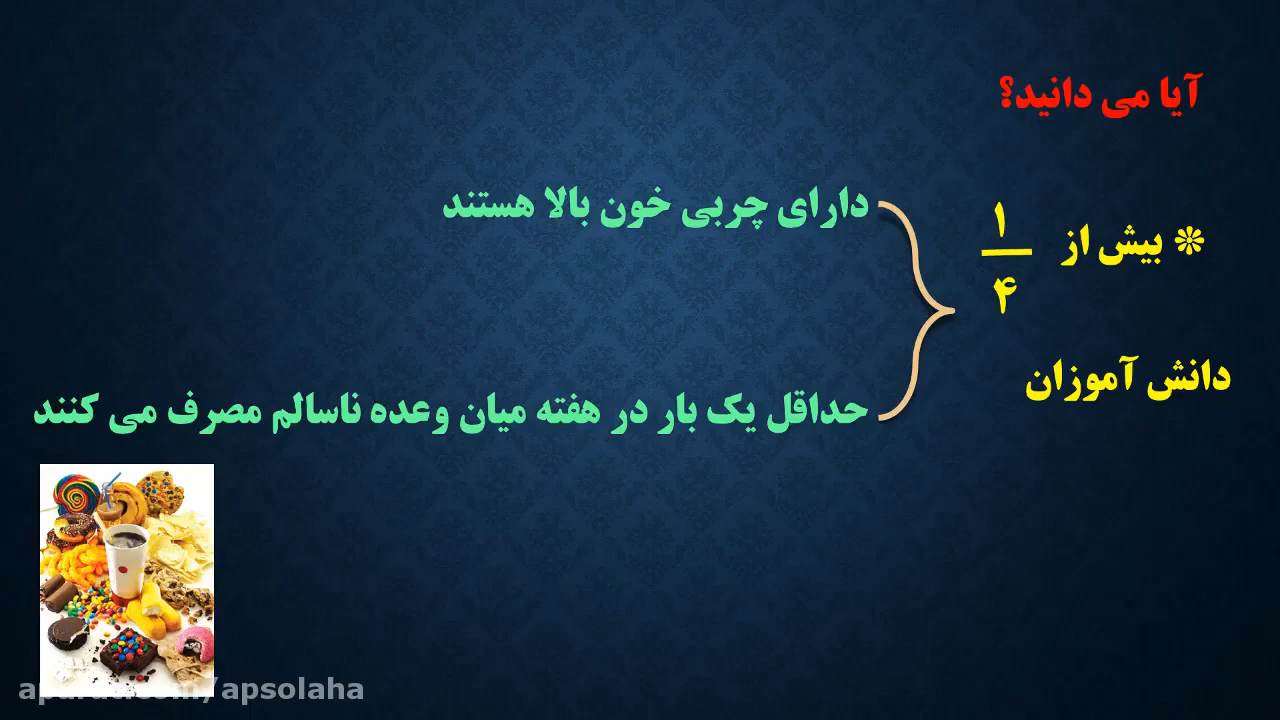 آیا می دانید؟
❊ بیش از ۱/۴
دانش آموزان
دارای چربی خون بالا هستند
حداقل یک بار در هفته میان وعده ناسالم مصرف می کنند
aparat.com/apsolaha